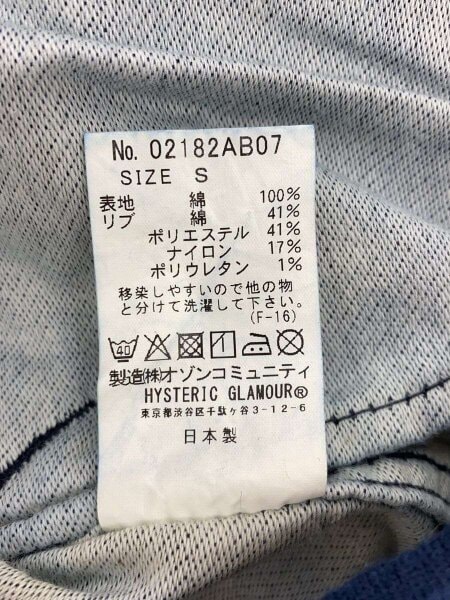 No. 02182AB07
SIZE S
表地 綿 100%
リブ 綿 41%
ポリエステル 41%
ナイロン 17%
ポリウレタン 1%
移染しやすいので他の物
と分けて洗濯して下さい。
(F-16)
40
製造㈱オゾンコミュニティ
HYSTERIC GLAMOUR®
東京都渋谷区千駄ヶ谷3-12-6
日本製